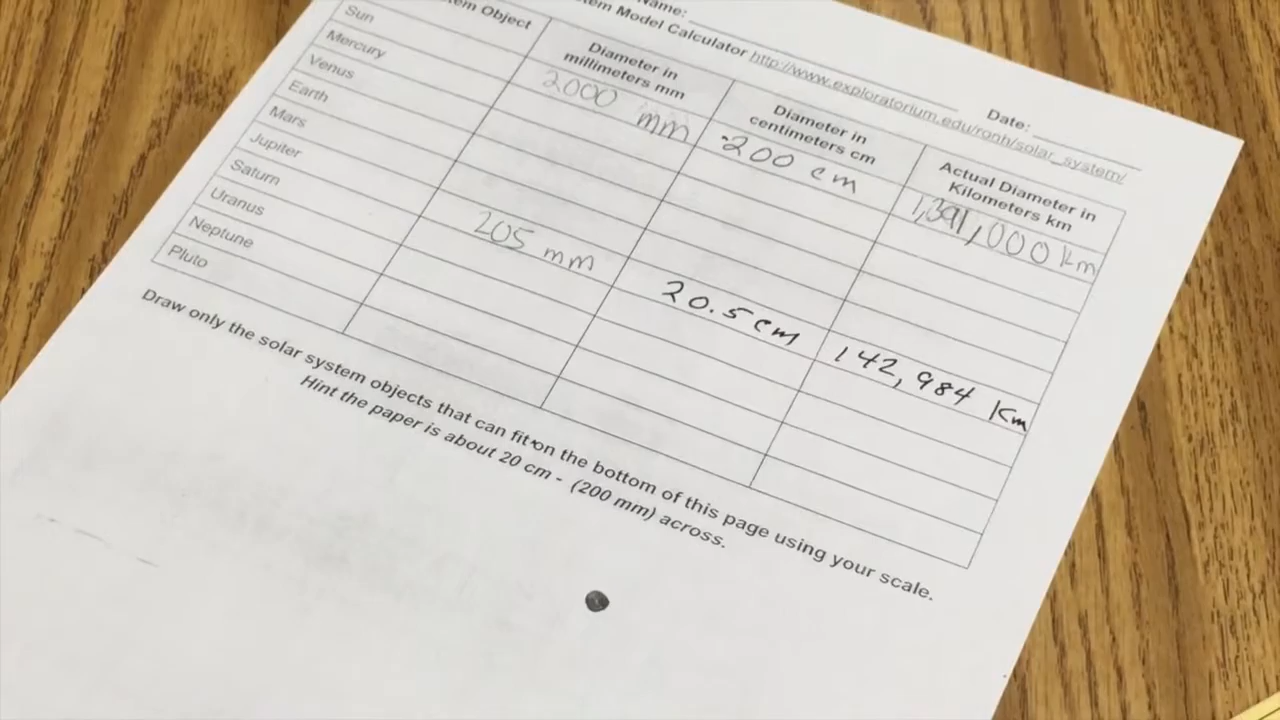 Name:
Date:
tem Model Calculator http://www.exploratorium.edu/ronh/solar_system/
tem Object
Diameter in
millimeters mm
Diameter in
centimeters cm
Actual Diameter in
Kilometers km
Sun 2000 mm 200 cm 1,391,000 km
Mercury
Venus
Earth
Mars
Jupiter 205 mm 20.5 cm 142,984 Km
Saturn
Uranus
Neptune
Pluto
Draw only the solar system objects that can fit on the bottom of this page using your scale.
Hint the paper is about 20 cm - (200 mm) across.